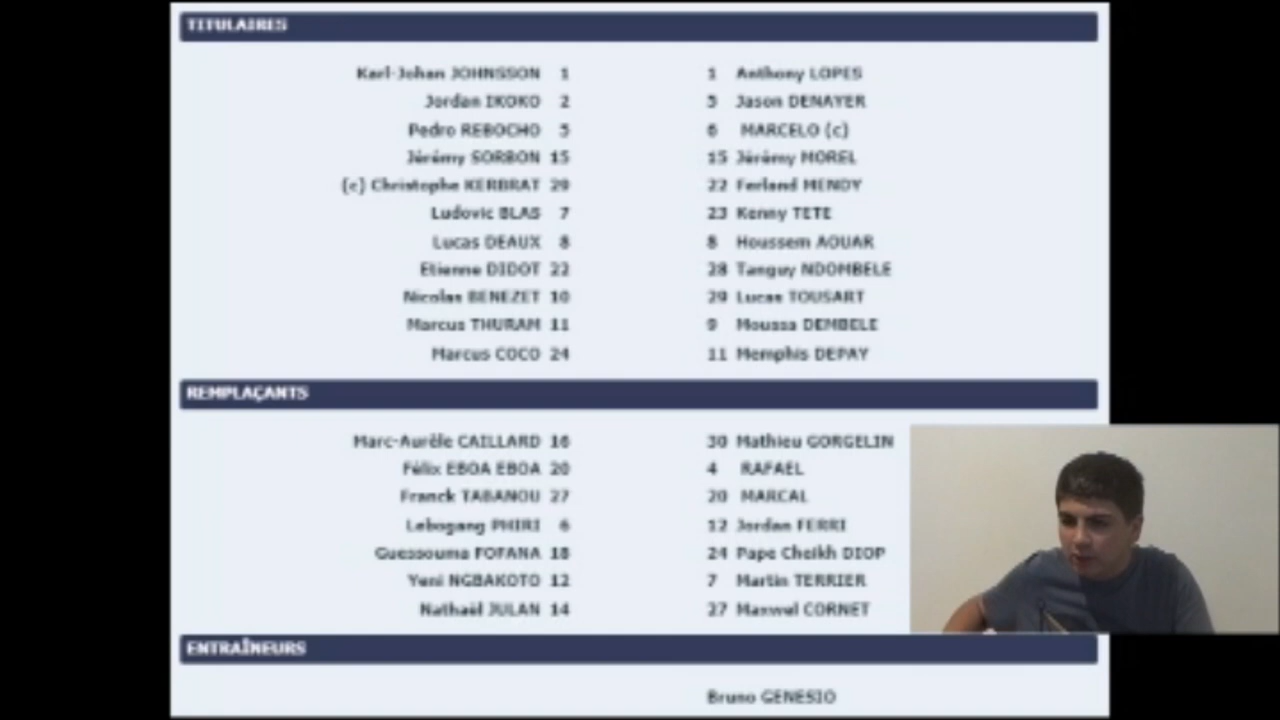 TITULAIRES
Karl-Johan JOHNSSON 1 1 Anthony LOPES
Jordan IKOKO 2 5 Jason DENAYER
Pedro REBOCHO 5 6 MARCELO (c)
Jérémy SORBON 15 15 Jérémy MOREL
(c) Christophe KERBRAT 29 22 Ferland MENDY
Ludovic BLAS 7 23 Kenny TETE
Lucas DEAUX 8 8 Houssem AOUAR
Etienne DIDOT 22 28 Tanguy NDOMBELE
Nicolas BENEZET 10 29 Lucas TOUSART
Marcus THURAM 11 9 Moussa DEMBELE
Marcus COCO 24 11 Memphis DEPAY
REMPLAÇANTS
Marc-Aurèle CAILLARD 16 30 Mathieu GORGELIN
Félix EBOA EBOA 20 4 RAFAEL
Franck TABANOU 27 20 MARCAL
Lebogang PHIRI 6 12 Jordan FERRI
Guessouma FOFANA 18 24 Pape Cheikh DIOP
Yeni NGBAKOTO 12 7 Martin TERRIER
Nathaël JULAN 14 27 Maxwel CORNET
ENTRAÎNEURS
Bruno GENESIO